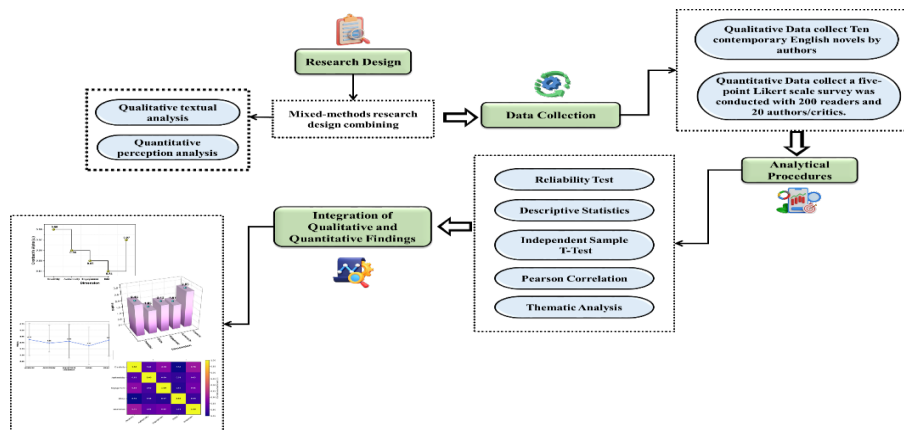 Research Design
Mixed-methods research
design combining
Qualitative textual
analysis
Quantitative
perception analysis
Data Collection
Qualitative Data collect Ten
contemporary English novels by
authors
Quantitative Data collect a five-
point Likert scale survey was
conducted with 200 readers and
20 authors/critics.
Analytical
Procedures
Reliability Test
Descriptive Statistics
Independent Sample
T-Test
Pearson Correlation
Thematic Analysis
Integration of
Qualitative and
Quantitative Findings